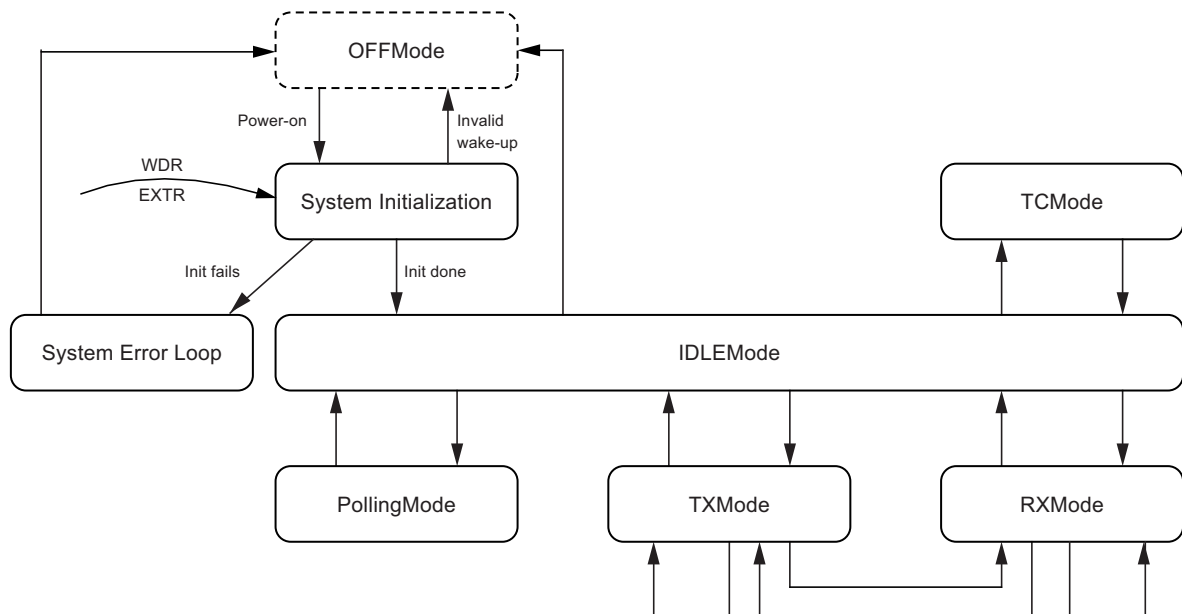 OFFMode
Power-on
Invalid
wake-up
WDR
EXTR
System Initialization
TCMode
Init fails
Init done
System Error Loop
IDLEMode
PollingMode
TXMode
RXMode